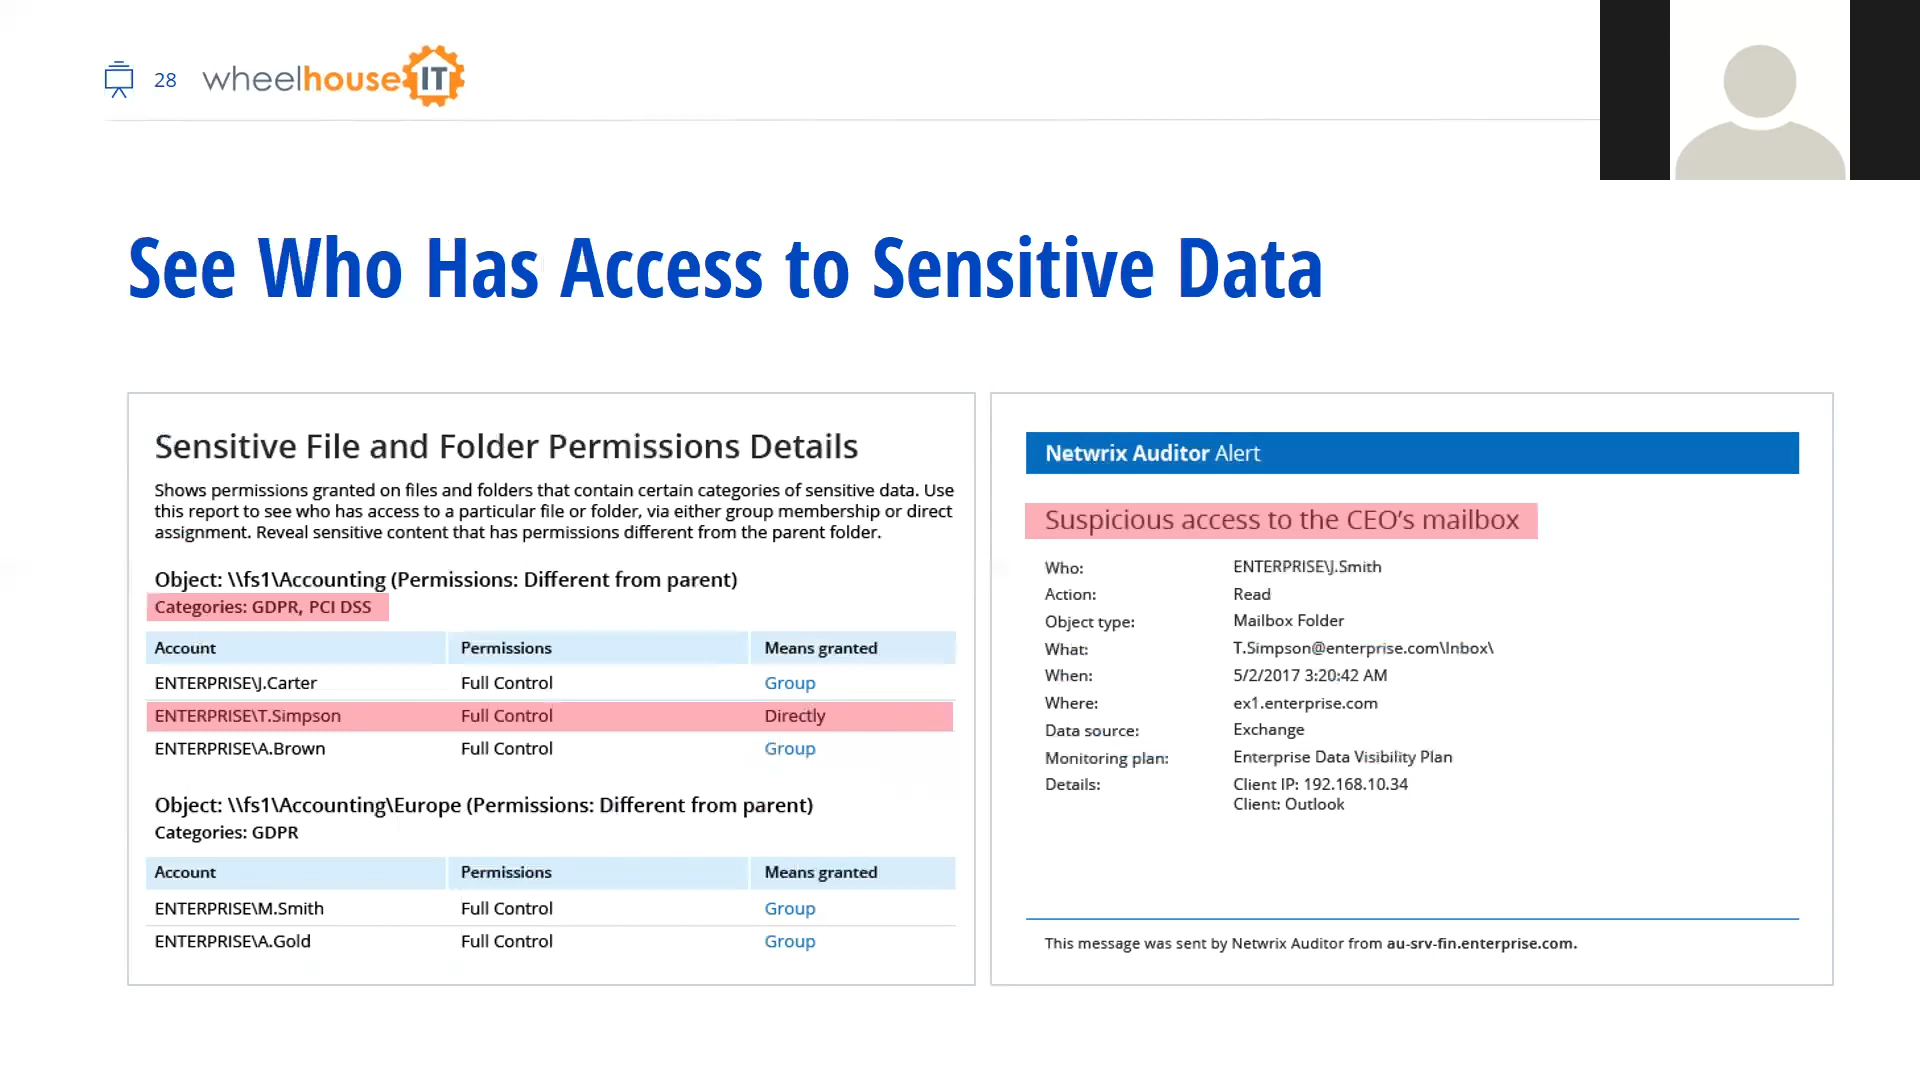 28 wheelhouseIT
See Who Has Access to Sensitive Data
Sensitive File and Folder Permissions Details
Shows permissions granted on files and folders that contain certain categories of sensitive data. Use
this report to see who has access to a particular file or folder, via either group membership or direct
assignment. Reveal sensitive content that has permissions different from the parent folder.
Object: \\fs1\Accounting (Permissions: Different from parent)
Categories: GDPR, PCI DSS
Account Permissions Means granted
ENTERPRISE\J.Carter Full Control Group
ENTERPRISE\T.Simpson Full Control Directly
ENTERPRISE\A.Brown Full Control Group
Object: \\fs1\Accounting\Europe (Permissions: Different from parent)
Categories: GDPR
Account Permissions Means granted
ENTERPRISE\M.Smith Full Control Group
ENTERPRISE\A.Gold Full Control Group
Netwrix Auditor Alert
Suspicious access to the CEO’s mailbox
Who: ENTERPRISE\J.Smith
Action: Read
Object type: Mailbox Folder
What: T.Simpson@enterprise.com\Inbox\
When: 5/2/2017 3:20:42 AM
Where: ex1.enterprise.com
Data source: Exchange
Monitoring plan: Enterprise Data Visibility Plan
Details: Client IP: 192.168.10.34
Client: Outlook
This message was sent by Netwrix Auditor from au-srv-fin.enterprise.com.